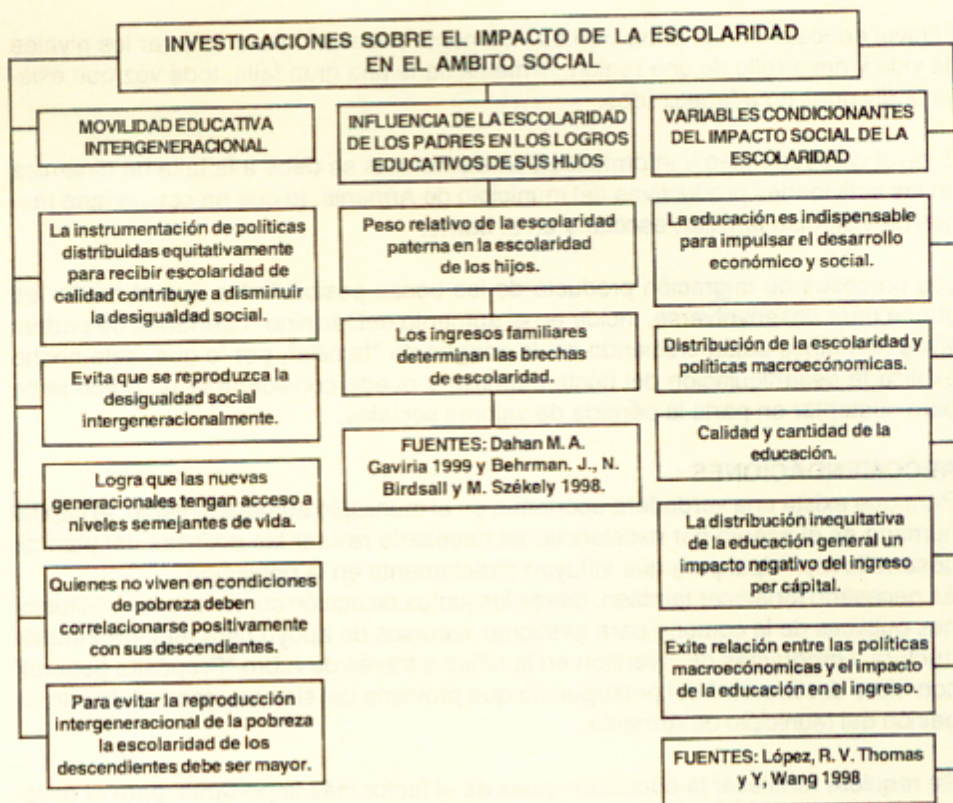 INVESTIGACIONES SOBRE EL IMPACTO DE LA ESCOLARIDAD
EN EL AMBITO SOCIAL
MOVILIDAD EDUCATIVA
INTERGENERACIONAL
La instrumentación de políticas
distribuidas equitativamente
para recibir escolaridad de
calidad contribuye a disminuir
la desigualdad social.
Evita que se reproduzca la
desigualdad social
intergeneracionalmente.
Logra que las nuevas
generacionales tengan acceso a
niveles semejantes de vida.
Quienes no viven en condiciones
de pobreza deben
correlacionarse positivamente
con sus descendientes.
Para evitar la reproducción
intergeneracional de la pobreza
la escolaridad de los
descendientes debe ser mayor.
INFLUENCIA DE LA ESCOLARIDAD
DE LOS PADRES EN LOS LOGROS
EDUCATIVOS DE SUS HIJOS
Peso relativo de la escolaridad
paterna en la escolaridad
de los hijos.
Los ingresos familiares
determinan las brechas
de escolaridad.
FUENTES: Dahan M. A.
Gaviria 1999 y Behrman. J., N.
Birdsall y M. Székely 1998.
VARIABLES CONDICIONANTES
DEL IMPACTO SOCIAL DE LA
ESCOLARIDAD
La educación es indispensable
para impulsar el desarrollo
económico y social.
Distribución de la escolaridad y
políticas macroeconómicas.
Calidad y cantidad de la
educación.
La distribución inequitativa
de la educación general un
impacto negativo del ingreso
per cápital.
Exite relación entre las políticas
macroeconómicas y el impacto
de la educación en el ingreso.
FUENTES: López, R. V. Thomas
y Y, Wang 1998